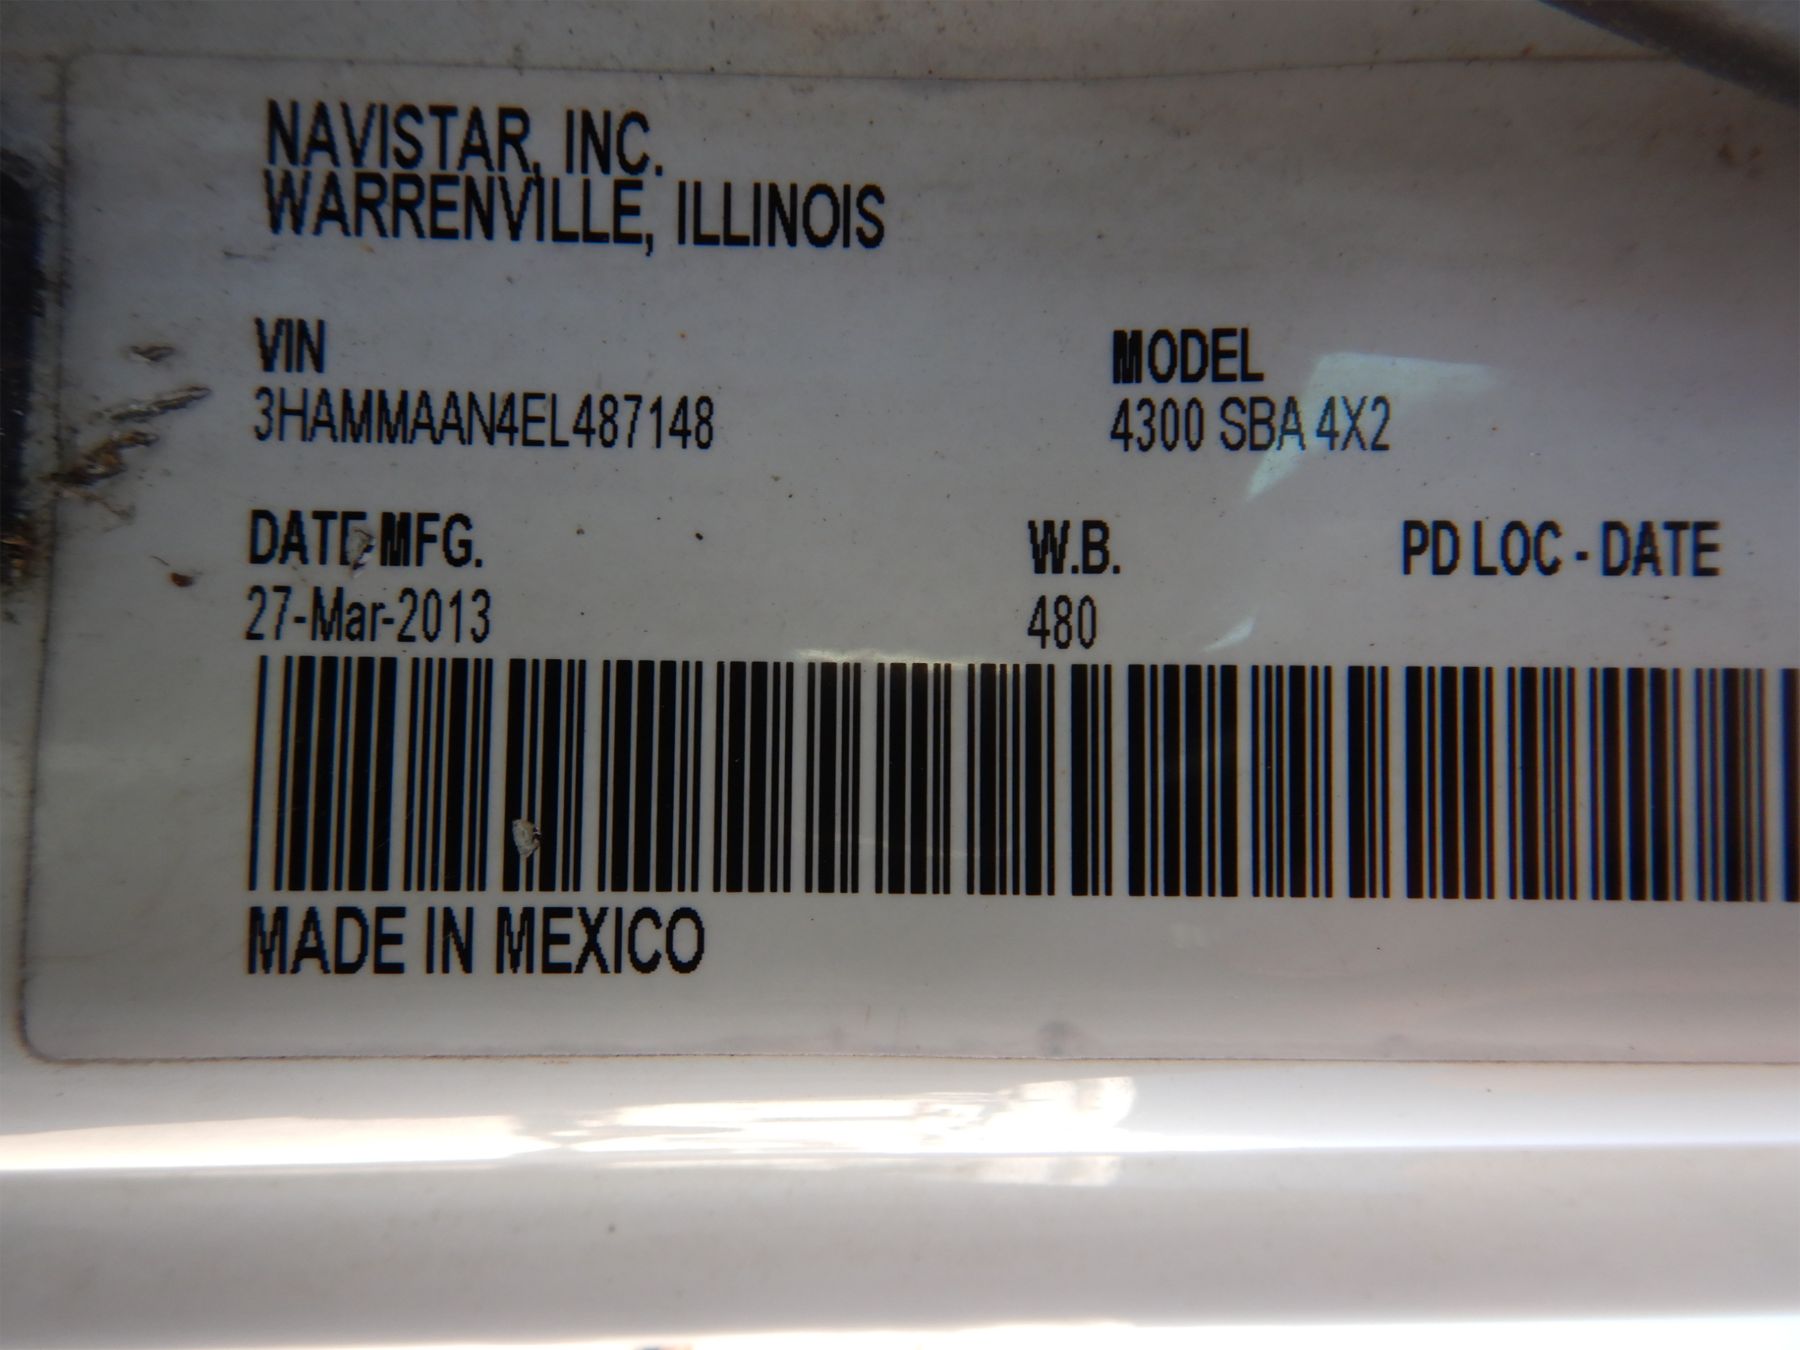 NAVISTAR, INC.
WARRENVILLE, ILLINOIS
VIN MODEL
3HAMMAAN4EL487148 4300 SBA 4X2
DATE MFG. W.B. PD LOC - DATE
27-Mar-2013 480
MADE IN MEXICO